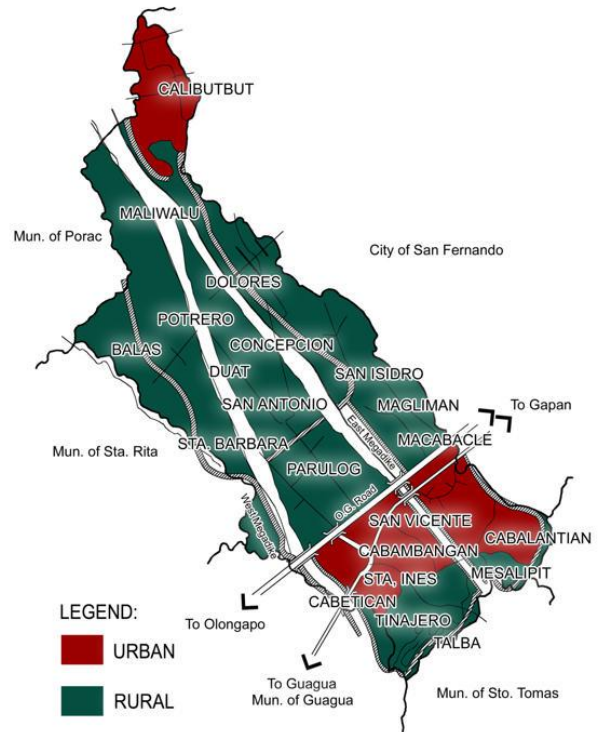 CALIBUTBUT
MALIWALU
Mun. of Porac
City of San Fernando
DOLORES
POTRERO
BALAS
CONCEPCION
DUAT
SAN ISIDRO
SAN ANTONIO
MAGLIMAN
To Gapan
STA. BARBARA
East Megadike
MACABACLE
Mun. of Sta. Rita
PARULOG
O.G. Road
West Megadike
SAN VICENTE
CABALANTIAN
CABAMBANGAN
MESALIPIT
STA, INES
CABETICAN
LEGEND:
To Olongapo
TINAJERO
TALBA
URBAN
To Guagua
Mun. of Guagua
Mun. of Sto. Tomas
RURAL